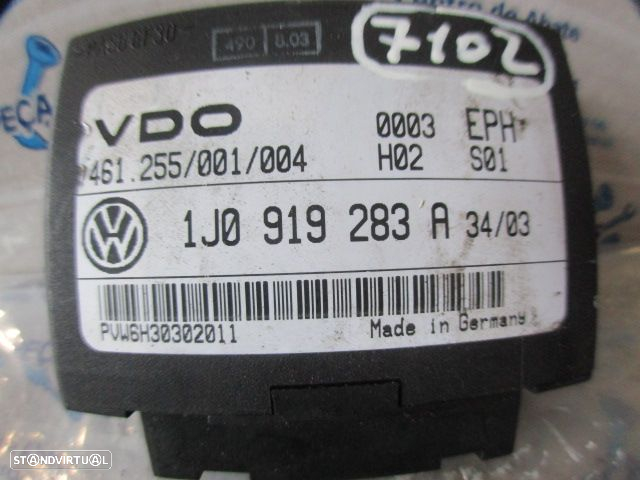 490 8.03
7102
VDO 0003 EPH
461.255/001/004 H02 S01
1J0 919 283 A 34/03
PVW6H30302011
Made in Germany
STANDVIRTUAL